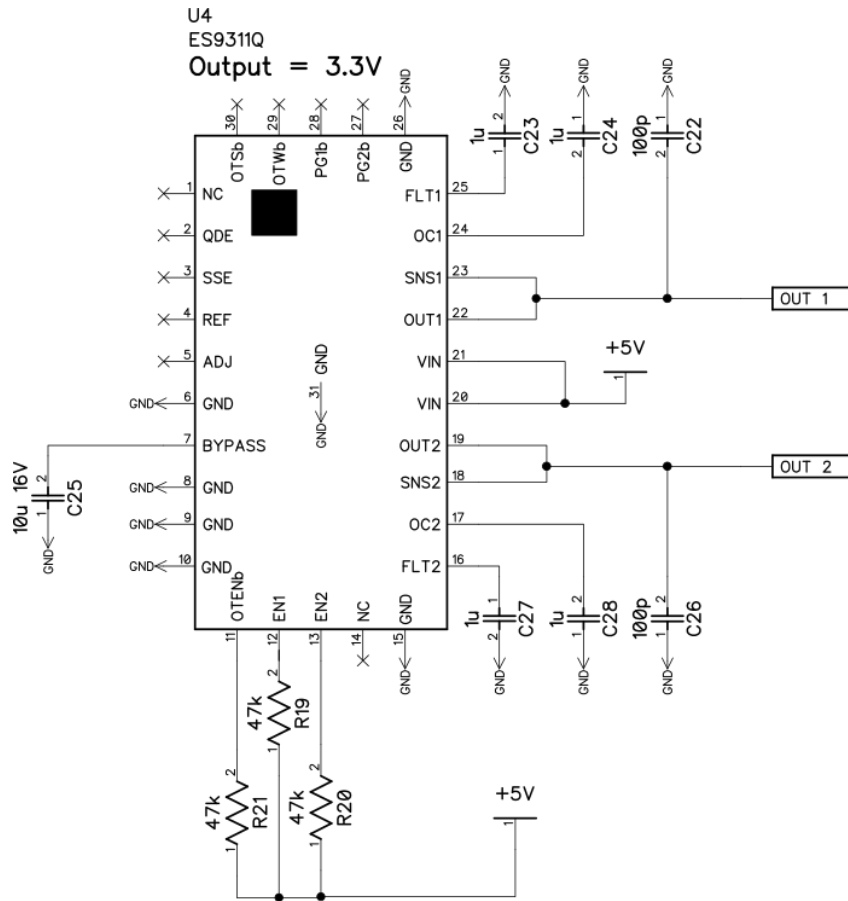 U4
ES9311Q
Output = 3.3V
GND
GND
GND
GND
30
29
28
27
26
OTSb
OTWb
PG1b
PG2b
GND
2
1u
1
C23
1
1u
2
C24
1
100p
2
C22
1
NC
FLT1
25
2
QDE
OC1
24
3
SSE
SNS1
23
4
REF
OUT1
22
OUT 1
5
ADJ
VIN
21
+5V
1
GND
31
GND
GND
6
GND
VIN
20
7
BYPASS
OUT2
19
OUT 2
10u 16V
2
1
C25
GND
GND
8
GND
SNS2
18
GND
9
GND
OC2
17
GND
10
GND
FLT2
16
OTENb
EN1
EN2
NC
GND
11
12
13
14
15
GND
1u
1
2
C27
GND
1u
2
1
C28
GND
100p
2
1
C26
GND
47k
2
1
R19
47k
2
1
R21
47k
2
1
R20
+5V
1